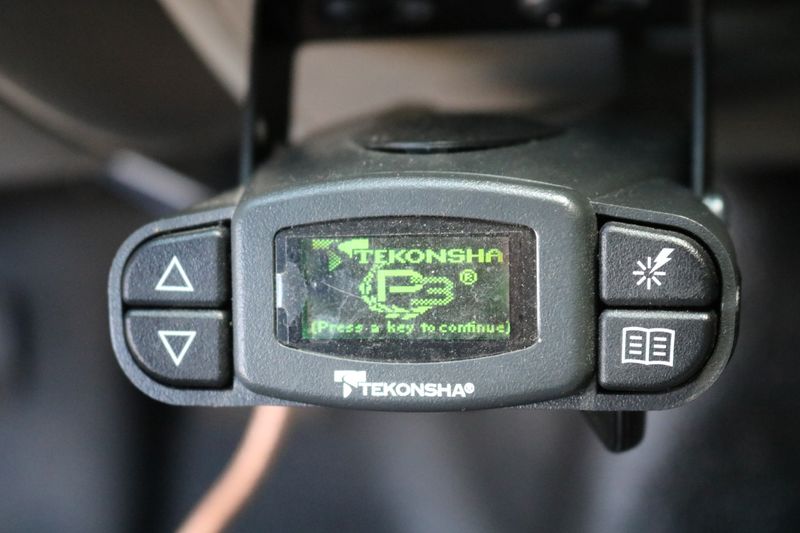 TEKONSHA
P3®
(Press a key to continue)
TEKONSHA®